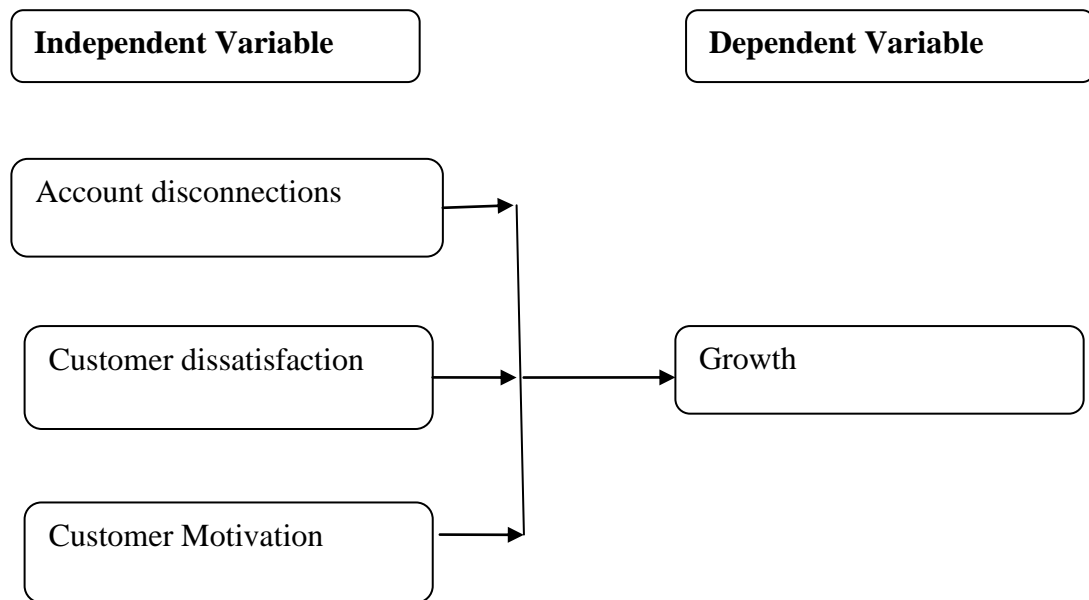 Independent Variable
Dependent Variable
Account disconnections
Customer dissatisfaction
Growth
Customer Motivation